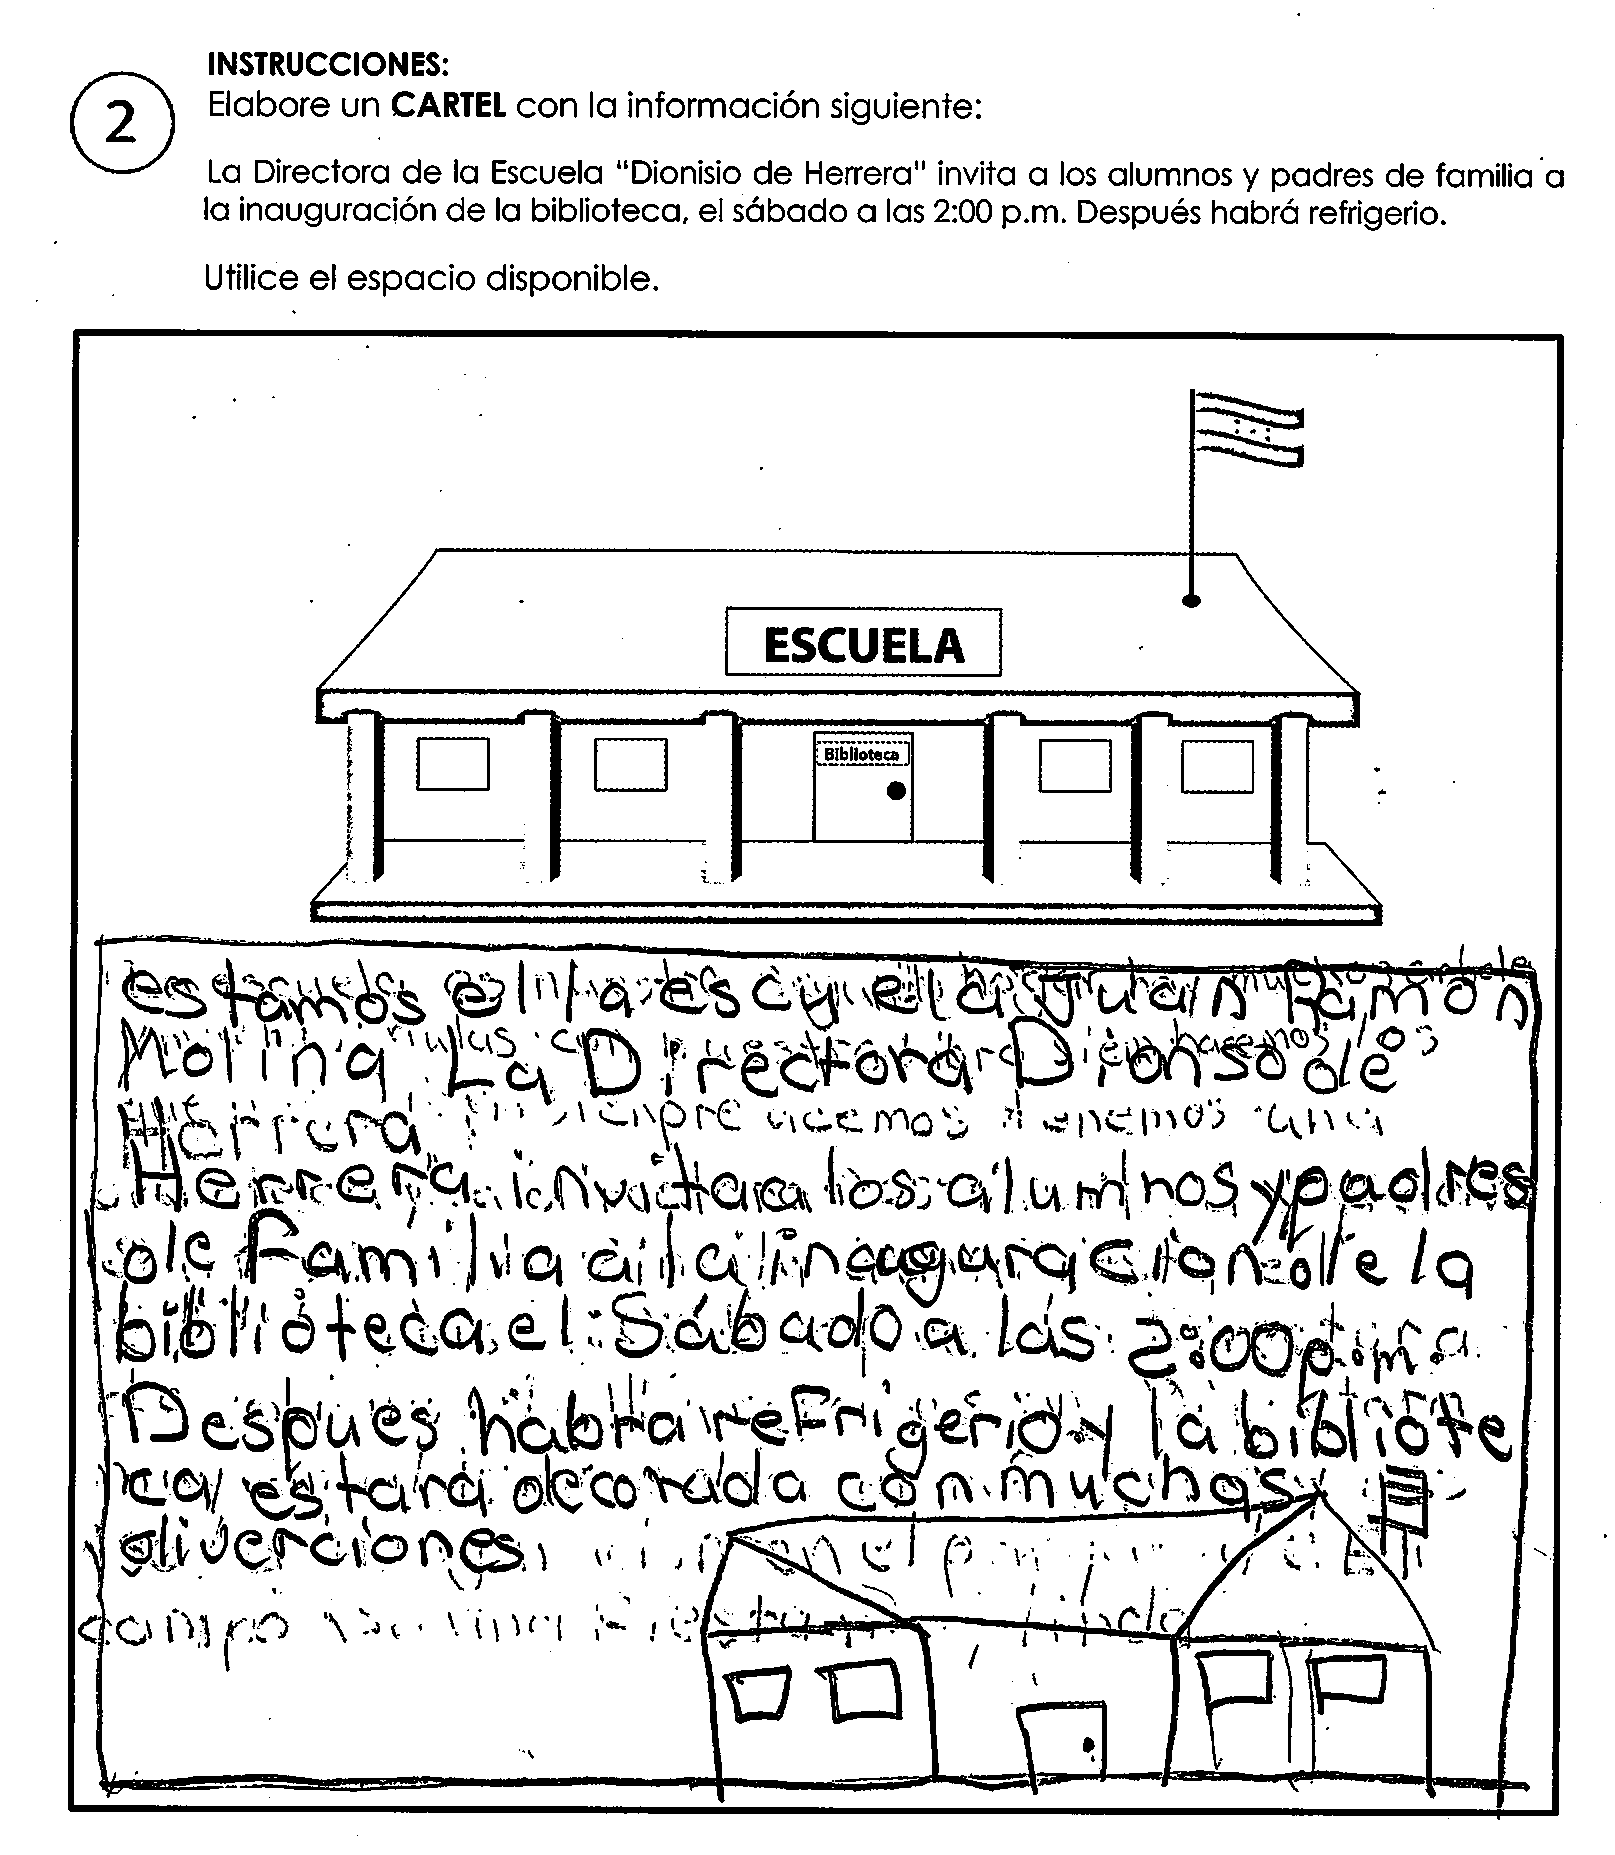 INSTRUCCIONES:
2
Elabore un CARTEL con la información siguiente:
La Directora de la Escuela "Dionisio de Herrera" invita a los alumnos y padres de familia a
la inauguración de la biblioteca, el sábado a las 2:00 p.m. Después habrá refrigerio.
Utilice el espacio disponible.
ESCUELA
Biblioteca
estamos en la escuela Juan Ramon
Molina La Directora Dionso de
Herrera
Herrera invita a los alumnos y padres
de familia a la inauguracion de la
biblioteca el Sábado a las 2:00 p.m.
Despues habra refrigerio y la bibliote
ca estara decorada con muchas
diverciones